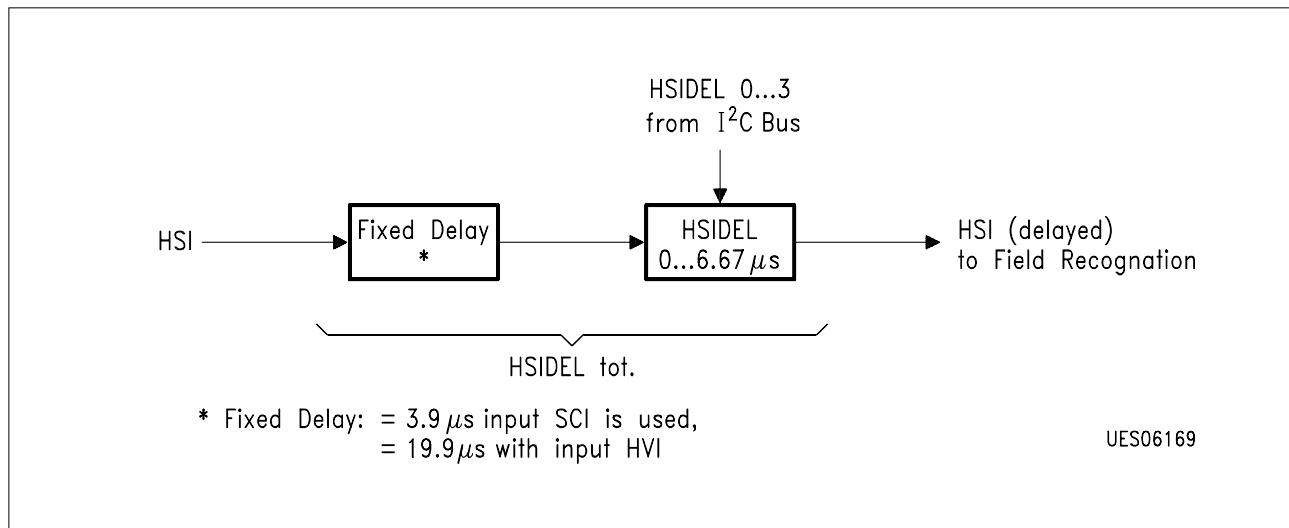 HSIDEL 0...3
from I²C Bus
HSI
Fixed Delay
*
HSIDEL
0...6.67 μs
HSI (delayed)
to Field Recognation
HSIDEL tot.
* Fixed Delay: = 3.9 μs input SCI is used,
= 19.9 μs with input HVI
UES06169